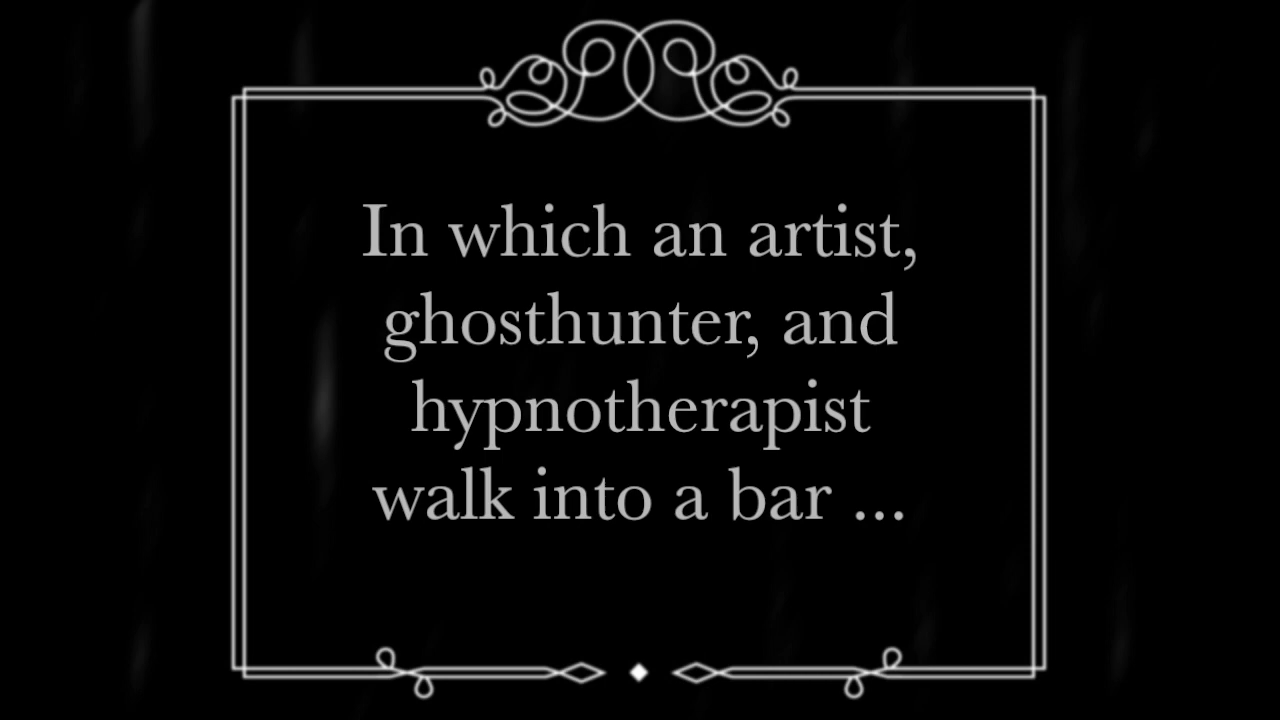 In which an artist,
ghosthunter, and
hypnotherapist
walk into a bar ...